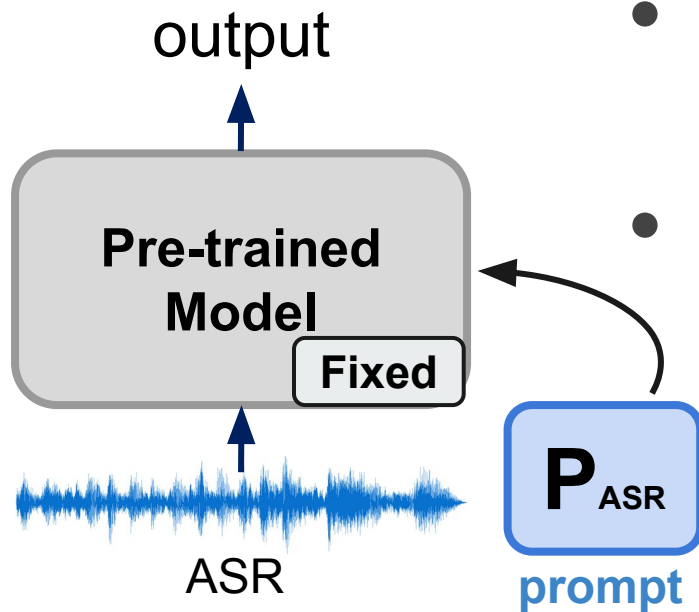 output
Pre-trained
Model
Fixed
P ASR
ASR
prompt